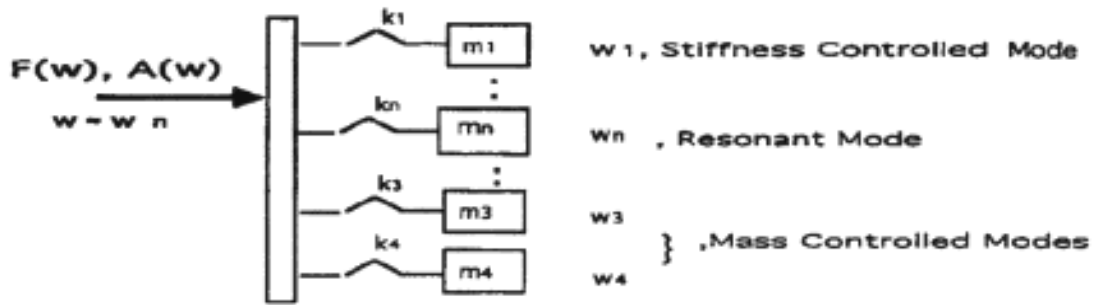 k1
m1
w1, Stiffness Controlled Mode
F(w), A(w)
w ~ w n
kn
mn
wn , Resonant Mode
k3
m3
w3
} ,Mass Controlled Modes
k4
m4
w4